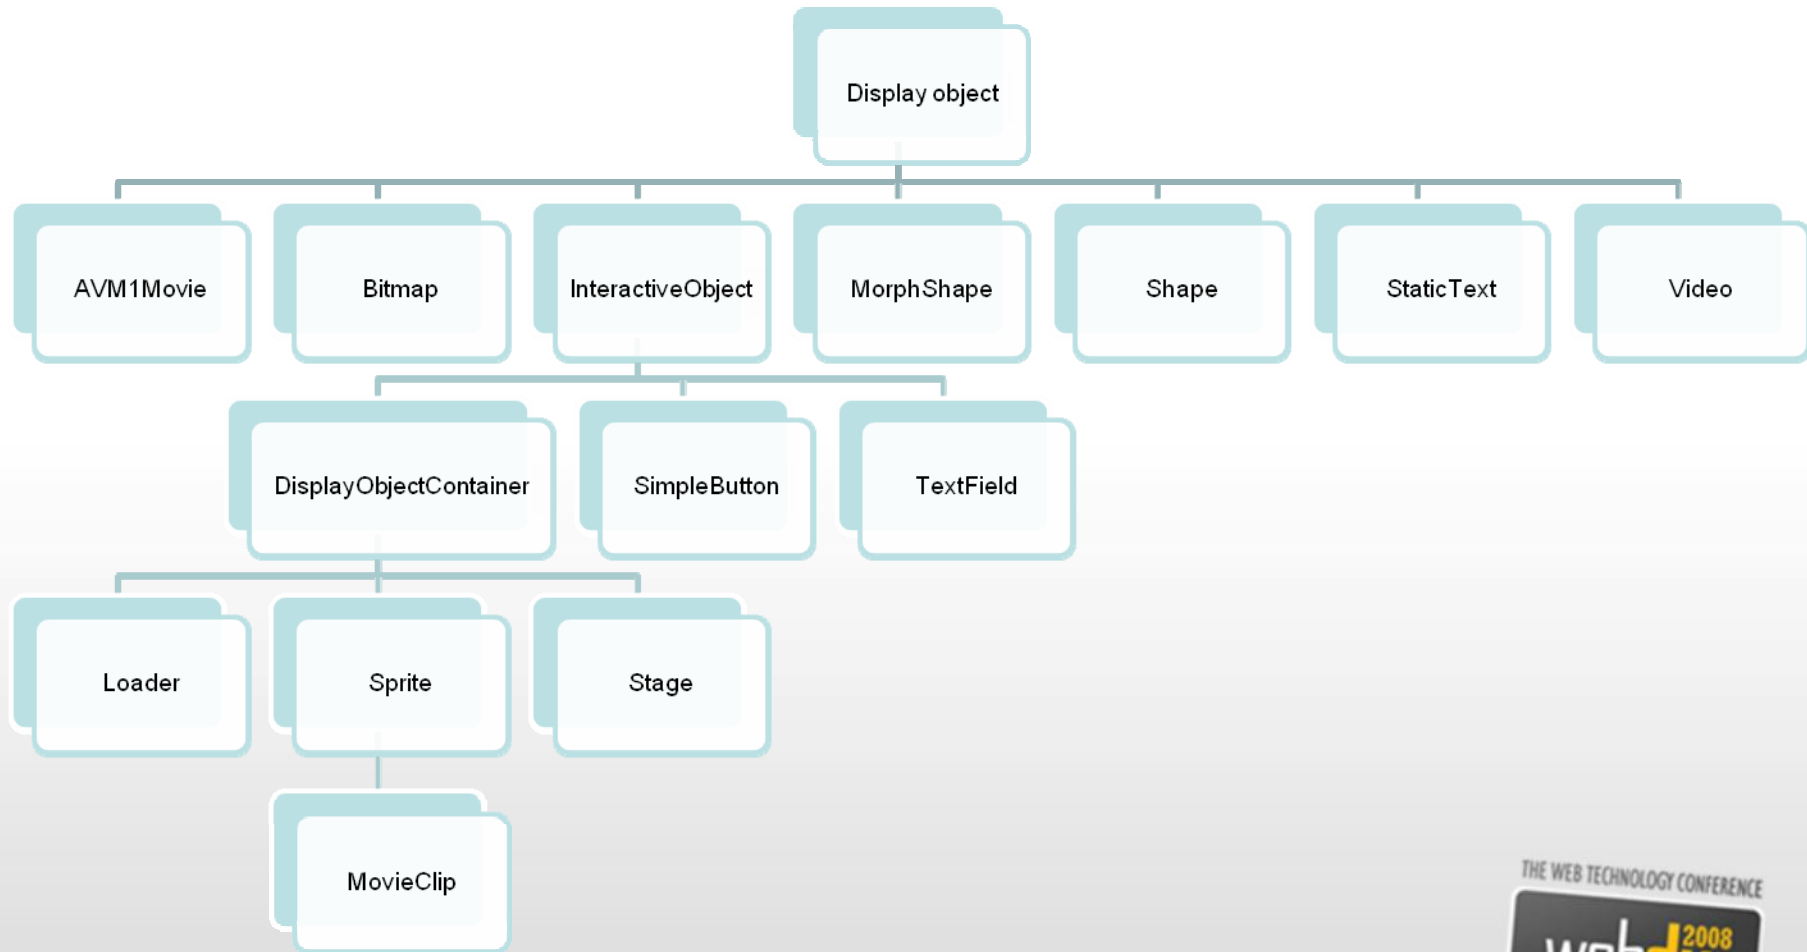 Display object
AVM1Movie
Bitmap
InteractiveObject
MorphShape
Shape
StaticText
Video
DisplayObjectContainer
SimpleButton
TextField
Loader
Sprite
Stage
MovieClip
THE WEB TECHNOLOGY CONFERENCE
2008